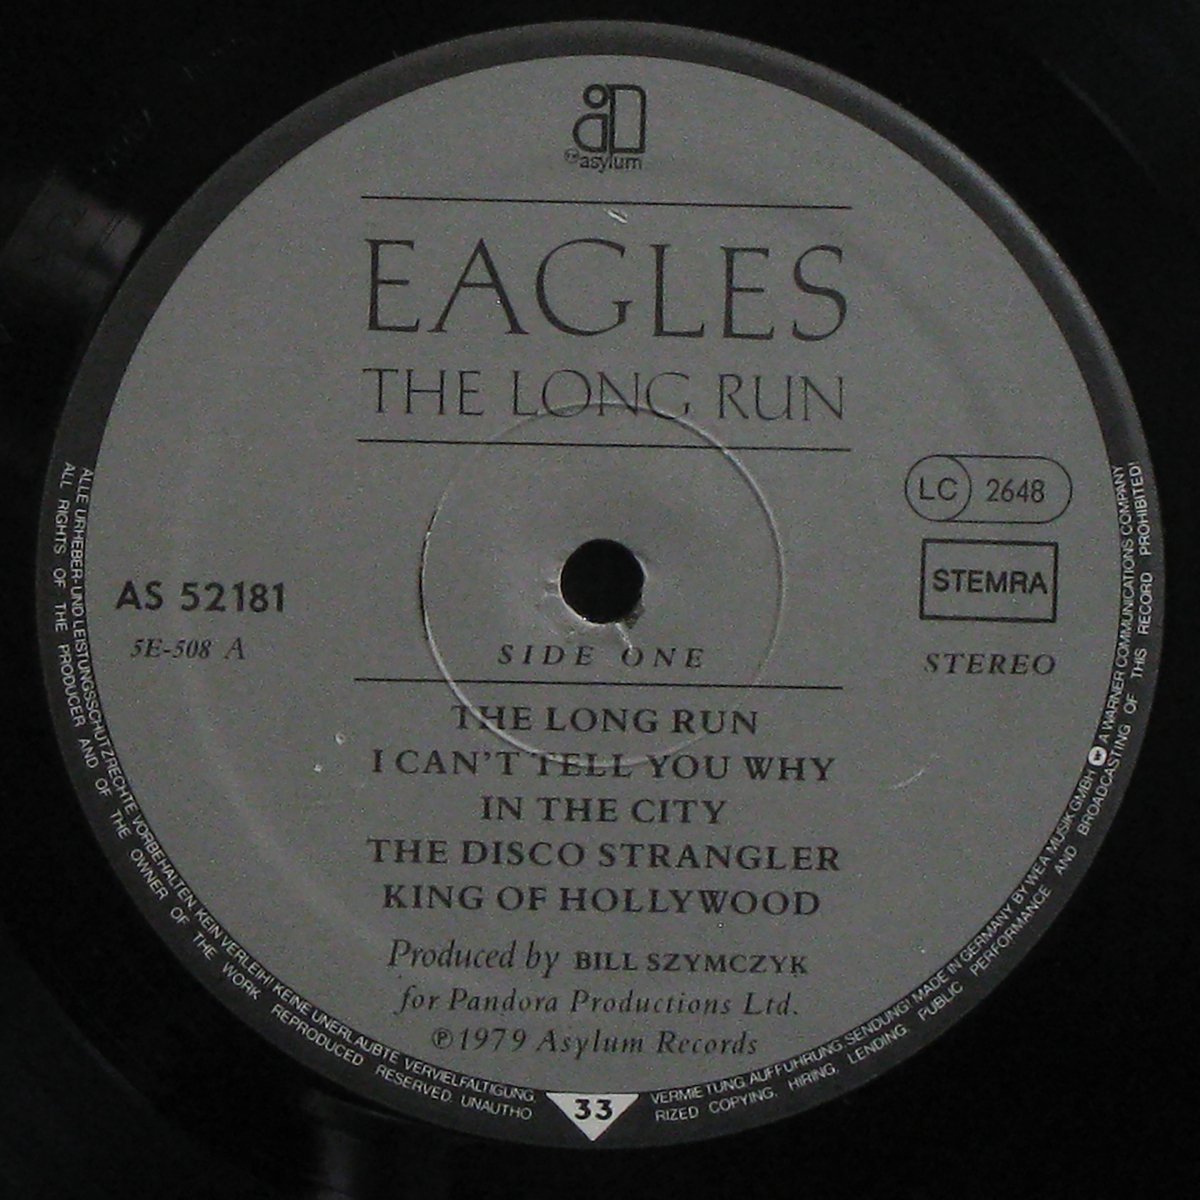 asylum
EAGLES
THE LONG RUN
LC 2648
STEMRA
AS 52181
5E-508 A
SIDE ONE
STEREO
THE LONG RUN
I CAN'T TELL YOU WHY
IN THE CITY
THE DISCO STRANGLER
KING OF HOLLYWOOD
Produced by BILL SZYMCZYK
for Pandora Productions Ltd.
℗1979 Asylum Records
33
ALLE URHEBER-UND LEISTUNGSSCHUTZRECHTE VORBEHALTEN. KEIN VERLEIH! KEINE UNERLAUBTE VERVIELFÄLTIGUNG, VERMIETUNG, AUFFÜHRUNG, SENDUNG! MADE IN GERMANY BY WEA MUSIK GMBH A WARNER COMMUNICATIONS COMPANY
ALL RIGHTS OF THE PRODUCER AND OF THE OWNER OF THE WORK REPRODUCED RESERVED. UNAUTHORIZED COPYING, HIRING, LENDING, PUBLIC PERFORMANCE AND BROADCASTING OF THIS RECORD PROHIBITED!